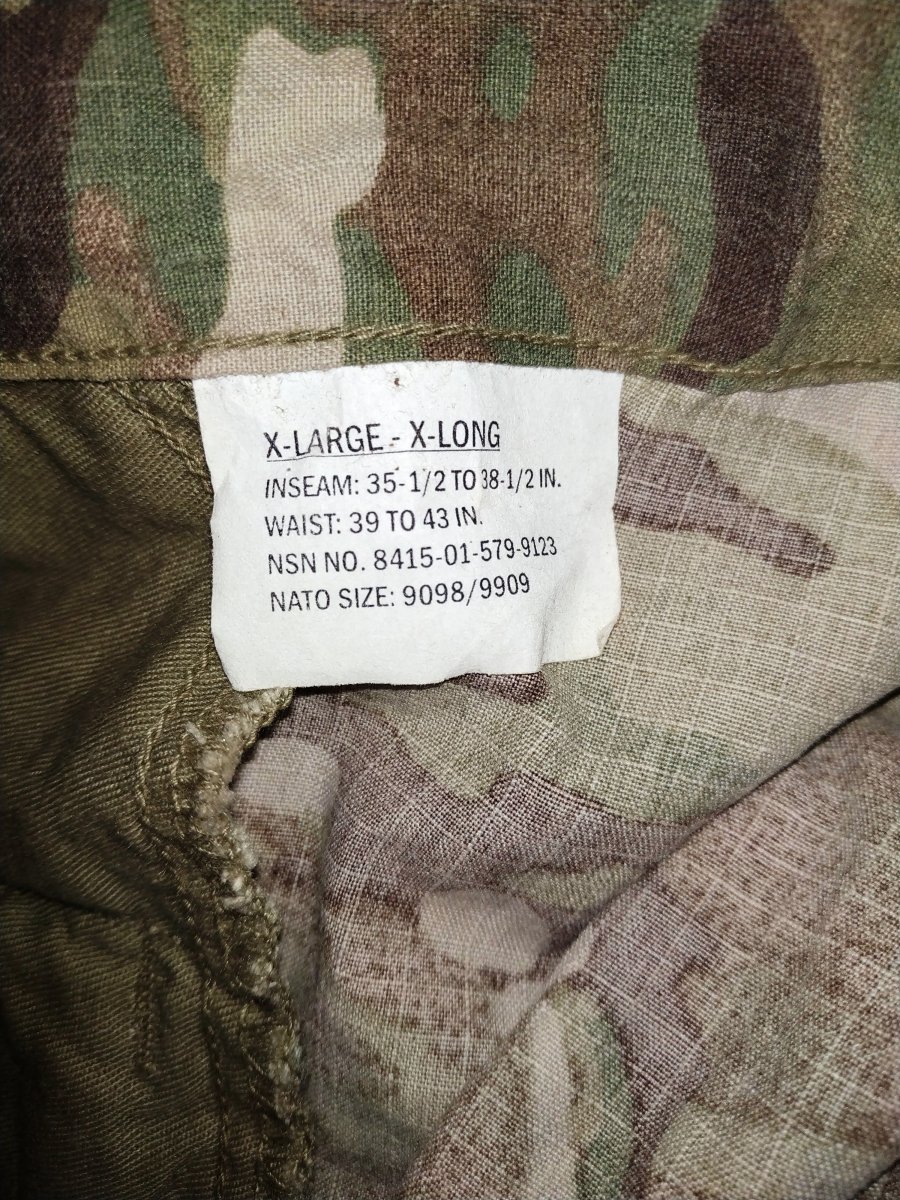 X-LARGE - X-LONG
INSEAM: 35-1/2 TO 38-1/2 IN.
WAIST: 39 TO 43 IN.
NSN NO. 8415-01-579-9123
NATO SIZE: 9098/9909